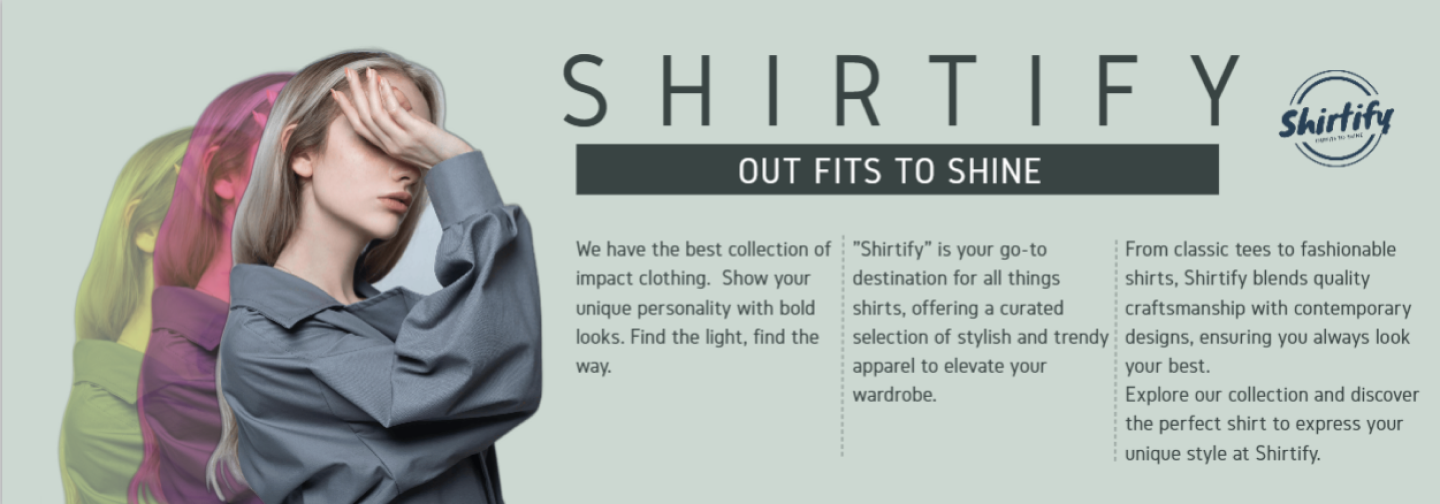 SHIRTIFY
Shirtify
OUT FITS TO SHINE
We have the best collection of
impact clothing.  Show your
unique personality with bold
looks. Find the light, find the
way.
"Shirtify" is your go-to
destination for all things
shirts, offering a curated
selection of stylish and trendy
apparel to elevate your
wardrobe.
From classic tees to fashionable
shirts, Shirtify blends quality
craftsmanship with contemporary
designs, ensuring you always look
your best.
Explore our collection and discover
the perfect shirt to express your
unique style at Shirtify.